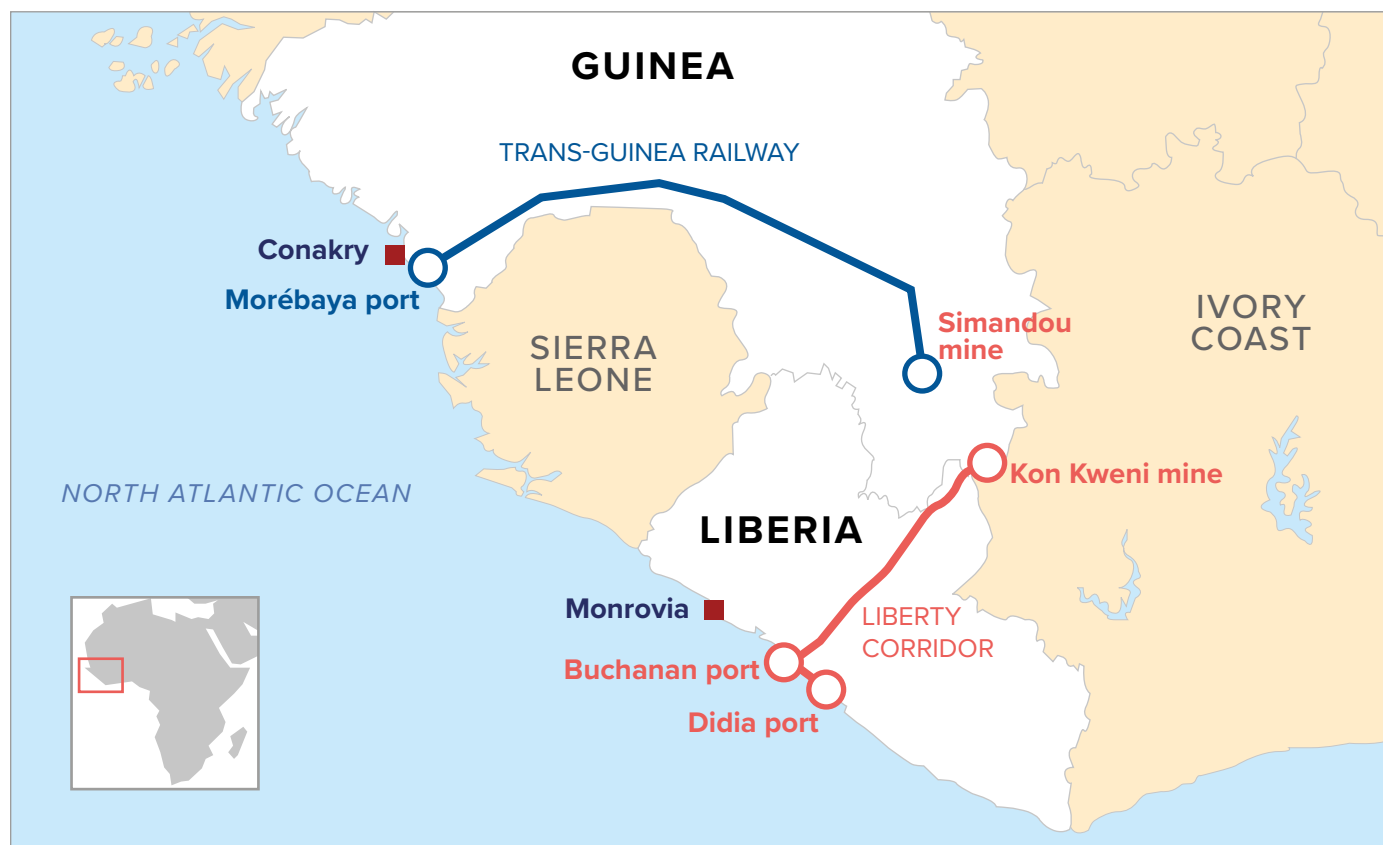 GUINEA
TRANS-GUINEA RAILWAY
Conakry
Morébaya port
Simandou
mine
IVORY
COAST
SIERRA
LEONE
Kon Kweni mine
NORTH ATLANTIC OCEAN
LIBERIA
Monrovia
LIBERTY
CORRIDOR
Buchanan port
Didia port